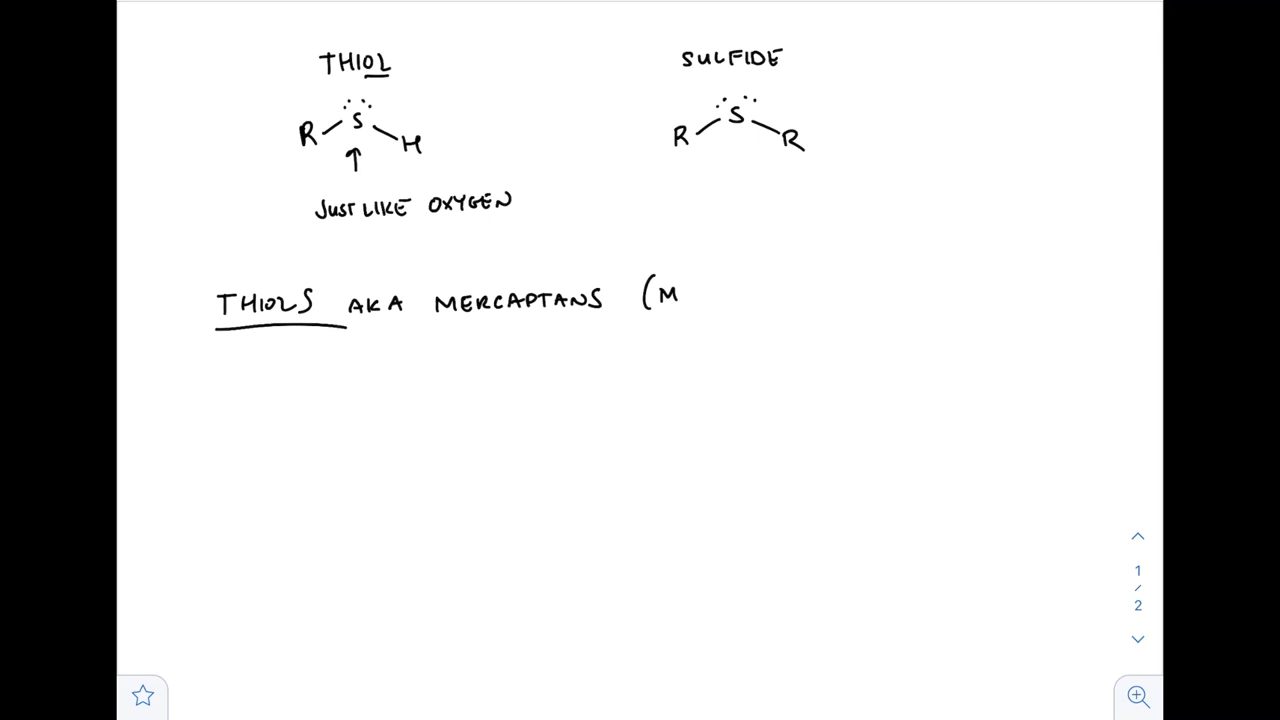 THIOL
SULFIDE
R S H
R S R
JUST LIKE OXYGEN
THIOLS AKA MERCAPTANS (M
1
/
2